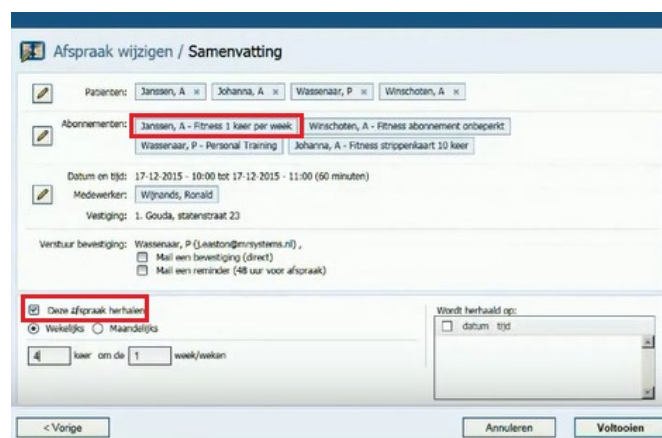 Afspraak wijzigen / Samenvatting
Patienten: Janssen, A × Johanna, A × Wassenaar, P × Winschoten, A ×
Abonnementen: Janssen, A - Fitness 1 keer per week Winschoten, A - Fitness abonnement onbeperkt
Wassenaar, P - Personal Training Johanna, A - Fitness strippenkaart 10 keer
Datum en tijd: 17-12-2015 - 10:00 tot 17-12-2015 - 11:00 (60 minuten)
Medewerker: Wijnands, Ronald
Vestiging: 1. Gouda, statenstraat 23
Verstuur bevestiging: Wassenaar, P (j.easton@mrsystems.nl) ,
Mail een bevestiging (direct)
Mail een reminder (48 uur voor afspraak)
Deze afspraak herhalen
Wekelijks Maandelijks
4 keer om de 1 week/weken
Wordt herhaald op:
datum tijd
< Vorige Annuleren Voltooien